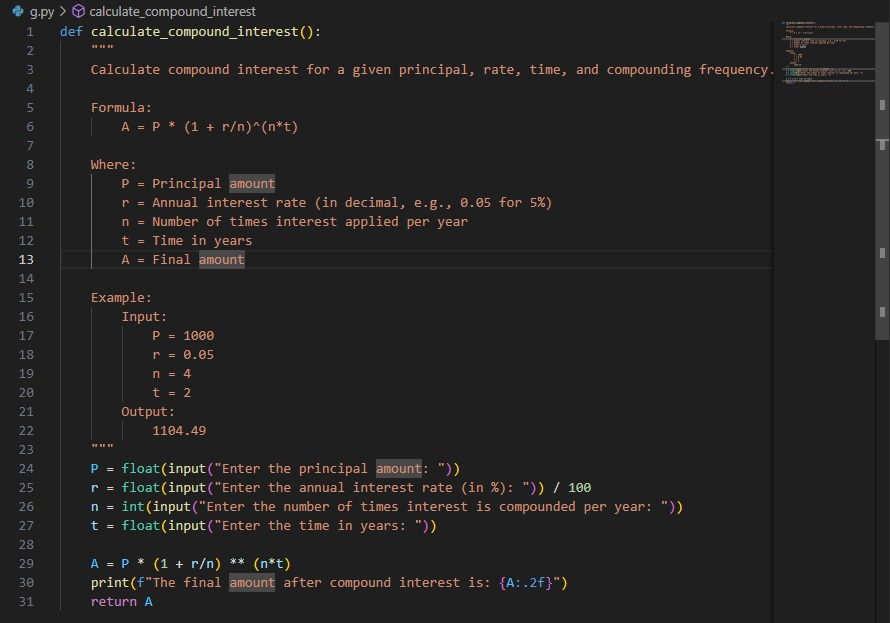 g.py > calculate_compound_interest
1 def calculate_compound_interest():
2     """
3     Calculate compound interest for a given principal, rate, time, and compounding frequency.
4
5     Formula:
6         A = P * (1 + r/n)^(n*t)
7
8     Where:
9         P = Principal amount
10         r = Annual interest rate (in decimal, e.g., 0.05 for 5%)
11         n = Number of times interest applied per year
12         t = Time in years
13         A = Final amount
14
15     Example:
16         Input:
17             P = 1000
18             r = 0.05
19             n = 4
20             t = 2
21         Output:
22             1104.49
23     """
24     P = float(input("Enter the principal amount: "))
25     r = float(input("Enter the annual interest rate (in %): ")) / 100
26     n = int(input("Enter the number of times interest is compounded per year: "))
27     t = float(input("Enter the time in years: "))
28
29     A = P * (1 + r/n) ** (n*t)
30     print(f"The final amount after compound interest is: {A:.2f}")
31     return A